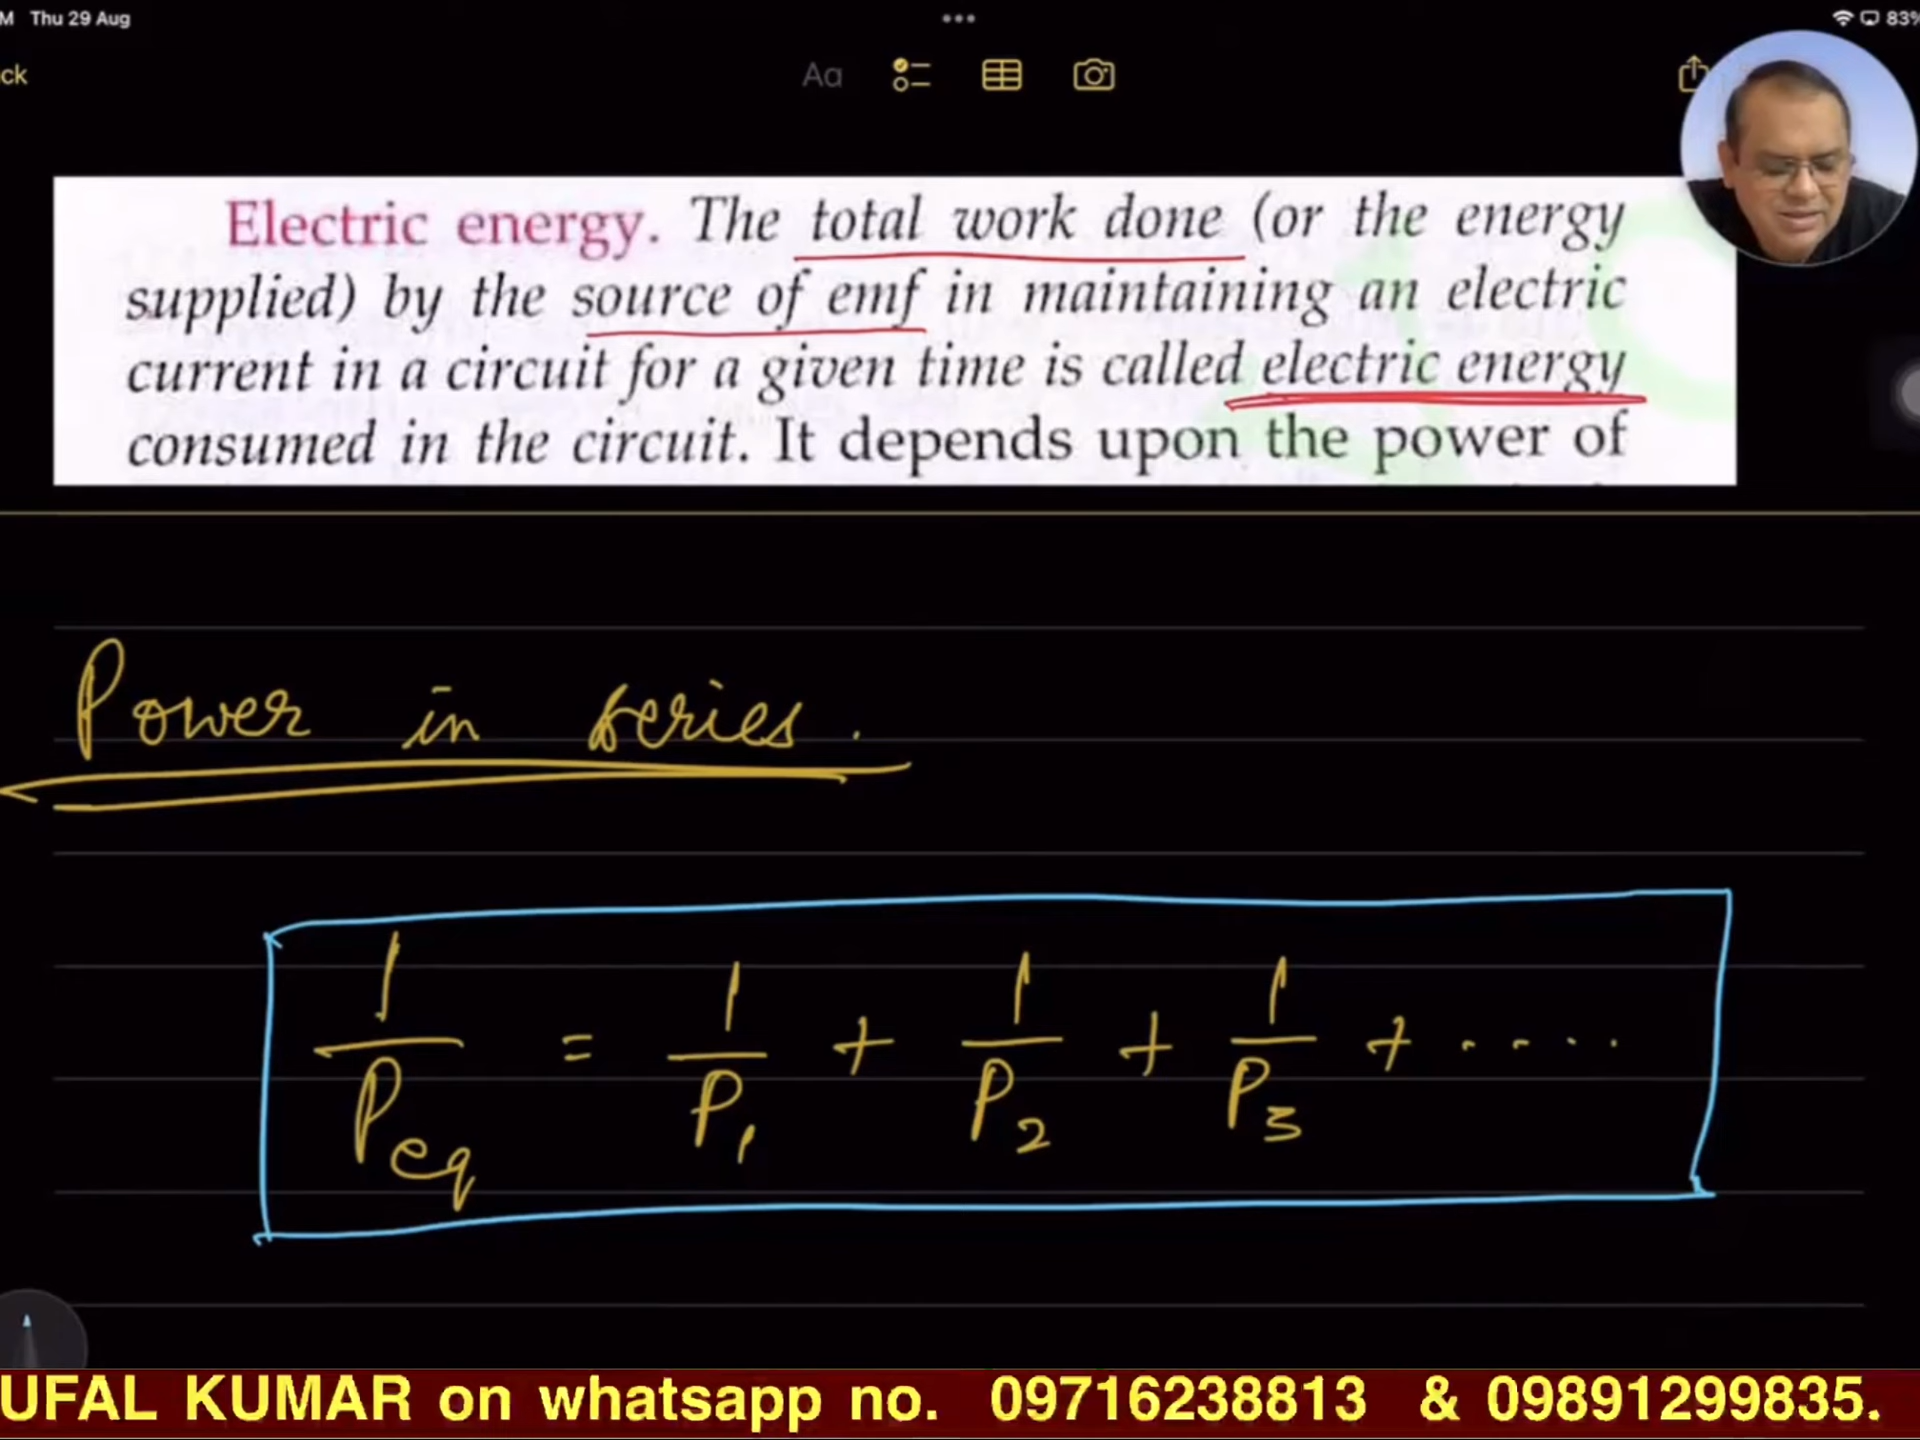 M Thu 29 Aug
83%
ck
Aa
Electric energy. The total work done (or the energy
supplied) by the source of emf in maintaining an electric
current in a circuit for a given time is called electric energy
consumed in the circuit. It depends upon the power of
Power in series.
1/Peq = 1/P1 + 1/P2 + 1/P3 + ....
UFAL KUMAR on whatsapp no. 09716238813 & 09891299835.